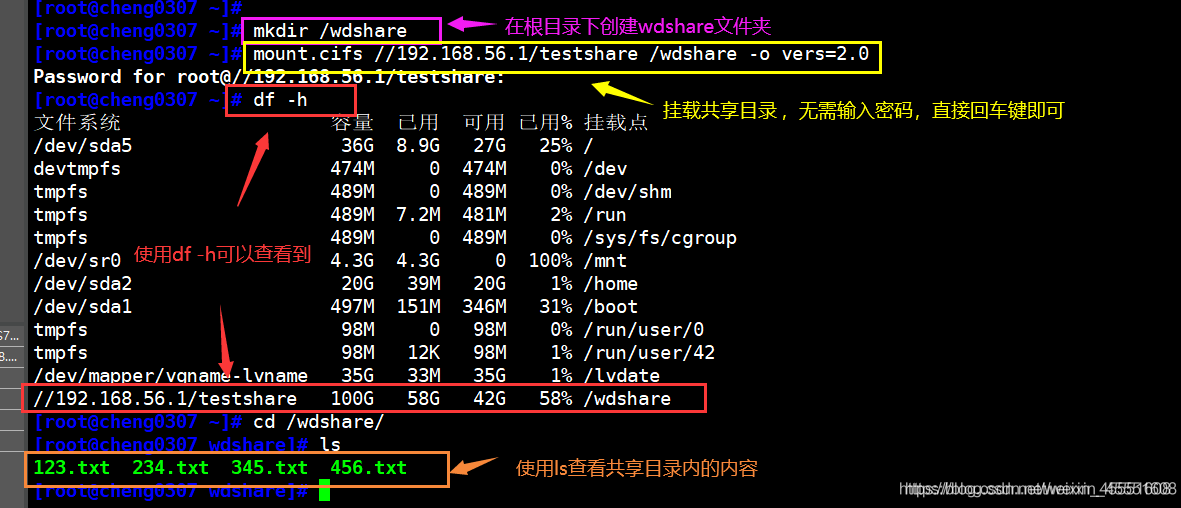 [root@cheng0307 ~]#
[root@cheng0307 ~]# mkdir /wdshare 在根目录下创建wdshare文件夹
[root@cheng0307 ~]# mount.cifs //192.168.56.1/testshare /wdshare -o vers=2.0
Password for root@//192.168.56.1/testshare:
[root@cheng0307 ~]# df -h 挂载共享目录，无需输入密码，直接回车键即可
文件系统 容量 已用 可用 已用% 挂载点
/dev/sda5 36G 8.9G 27G 25% /
devtmpfs 474M 0 474M 0% /dev
tmpfs 489M 0 489M 0% /dev/shm
tmpfs 489M 7.2M 481M 2% /run
tmpfs 489M 0 489M 0% /sys/fs/cgroup
使用df -h可以查看到
/dev/sr0 4.3G 4.3G 0 100% /mnt
/dev/sda2 20G 39M 20G 1% /home
/dev/sda1 497M 151M 346M 31% /boot
tmpfs 98M 0 98M 0% /run/user/0
tmpfs 98M 12K 98M 1% /run/user/42
/dev/mapper/vgname-lvname 35G 33M 35G 1% /lvdate
//192.168.56.1/testshare 100G 58G 42G 58% /wdshare
[root@cheng0307 ~]# cd /wdshare/
[root@cheng0307 wdshare]# ls
123.txt 234.txt 345.txt 456.txt 使用ls查看共享目录内的内容
[root@cheng0307 wdshare]#